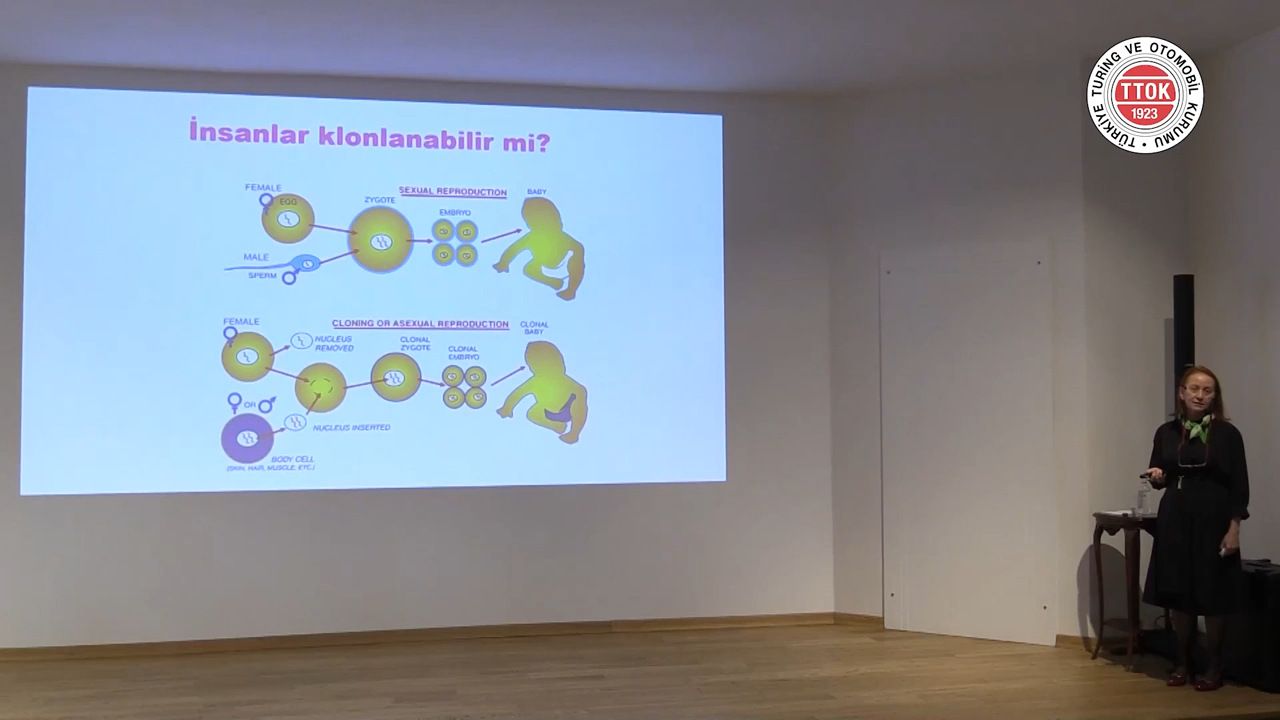 İnsanlar klonlanabilir mi?
SEXUAL REPRODUCTION
FEMALE
EGG
ZYGOTE
EMBRYO
BABY
MALE
SPERM
CLONING OR ASEXUAL REPRODUCTION
FEMALE
NUCLEUS
REMOVED
CLONAL
ZYGOTE
CLONAL
EMBRYO
CLONAL
BABY
OR
NUCLEUS INSERTED
BODY CELL
(SKIN, HAIR, MUSCLE, ETC.)
TÜRKİYE TURİNG VE OTOMOBİL KURUMU
TTOK
1923